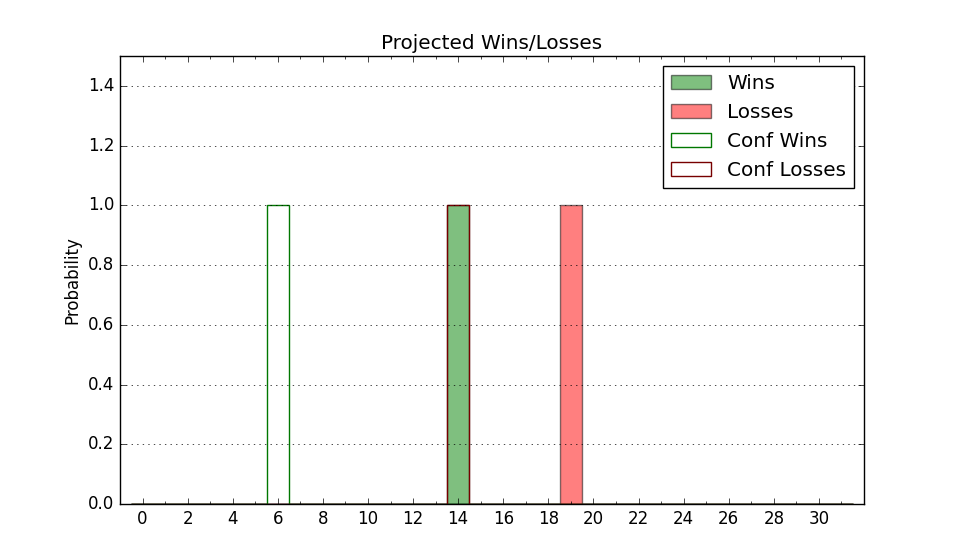 Projected Wins/Losses
Probability
1.4
1.2
1.0
0.8
0.6
0.4
0.2
0.0
0 2 4 6 8 10 12 14 16 18 20 22 24 26 28 30
Wins
Losses
Conf Wins
Conf Losses